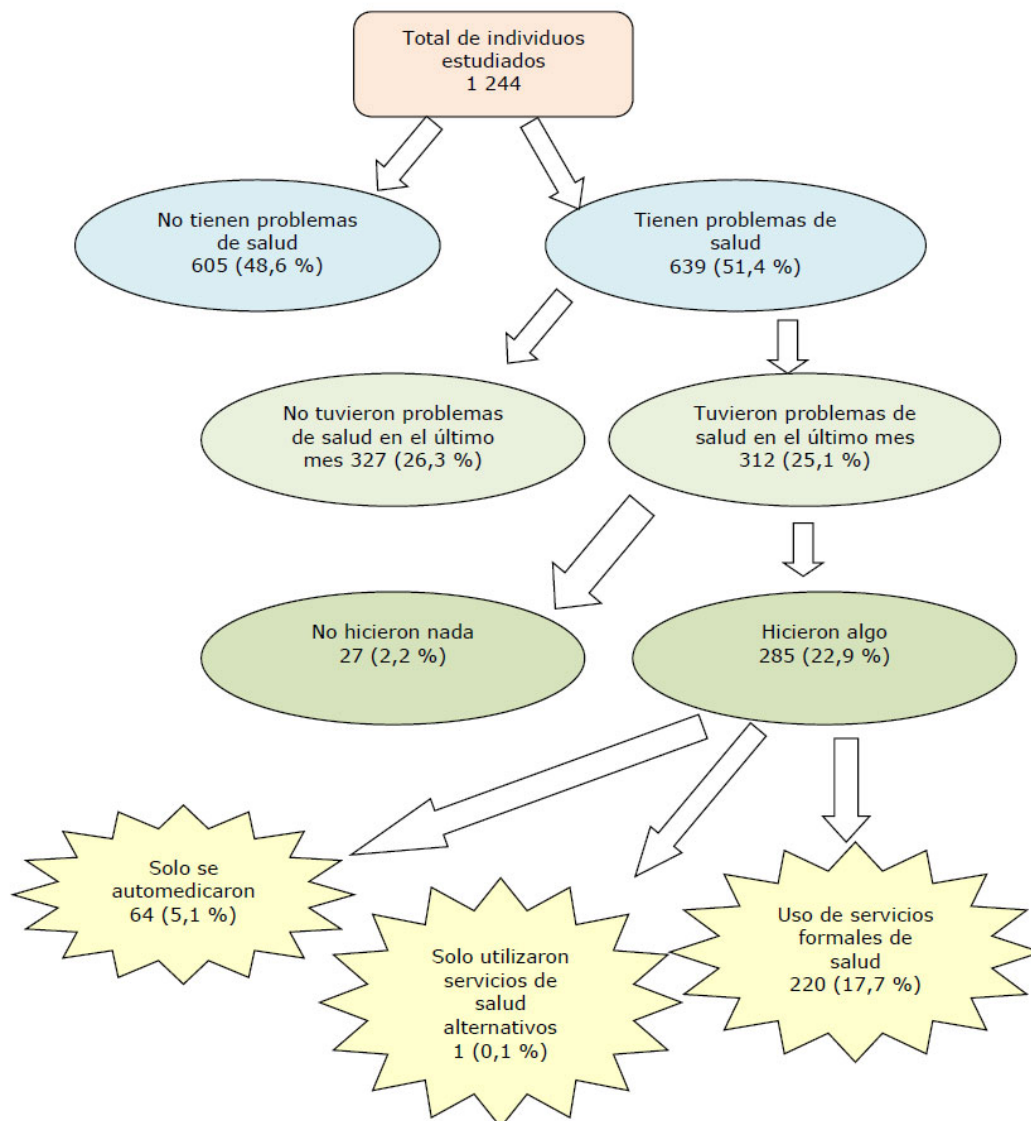 Total de individuos
estudiados
1 244
No tienen problemas
de salud
605 (48,6 %)
Tienen problemas de
salud
639 (51,4 %)
No tuvieron problemas
de salud en el último
mes 327 (26,3 %)
Tuvieron problemas de
salud en el último mes
312 (25,1 %)
No hicieron nada
27 (2,2 %)
Hicieron algo
285 (22,9 %)
Solo se
automedicaron
64 (5,1 %)
Solo utilizaron
servicios de
salud
alternativos
1 (0,1 %)
Uso de servicios
formales de
salud
220 (17,7 %)